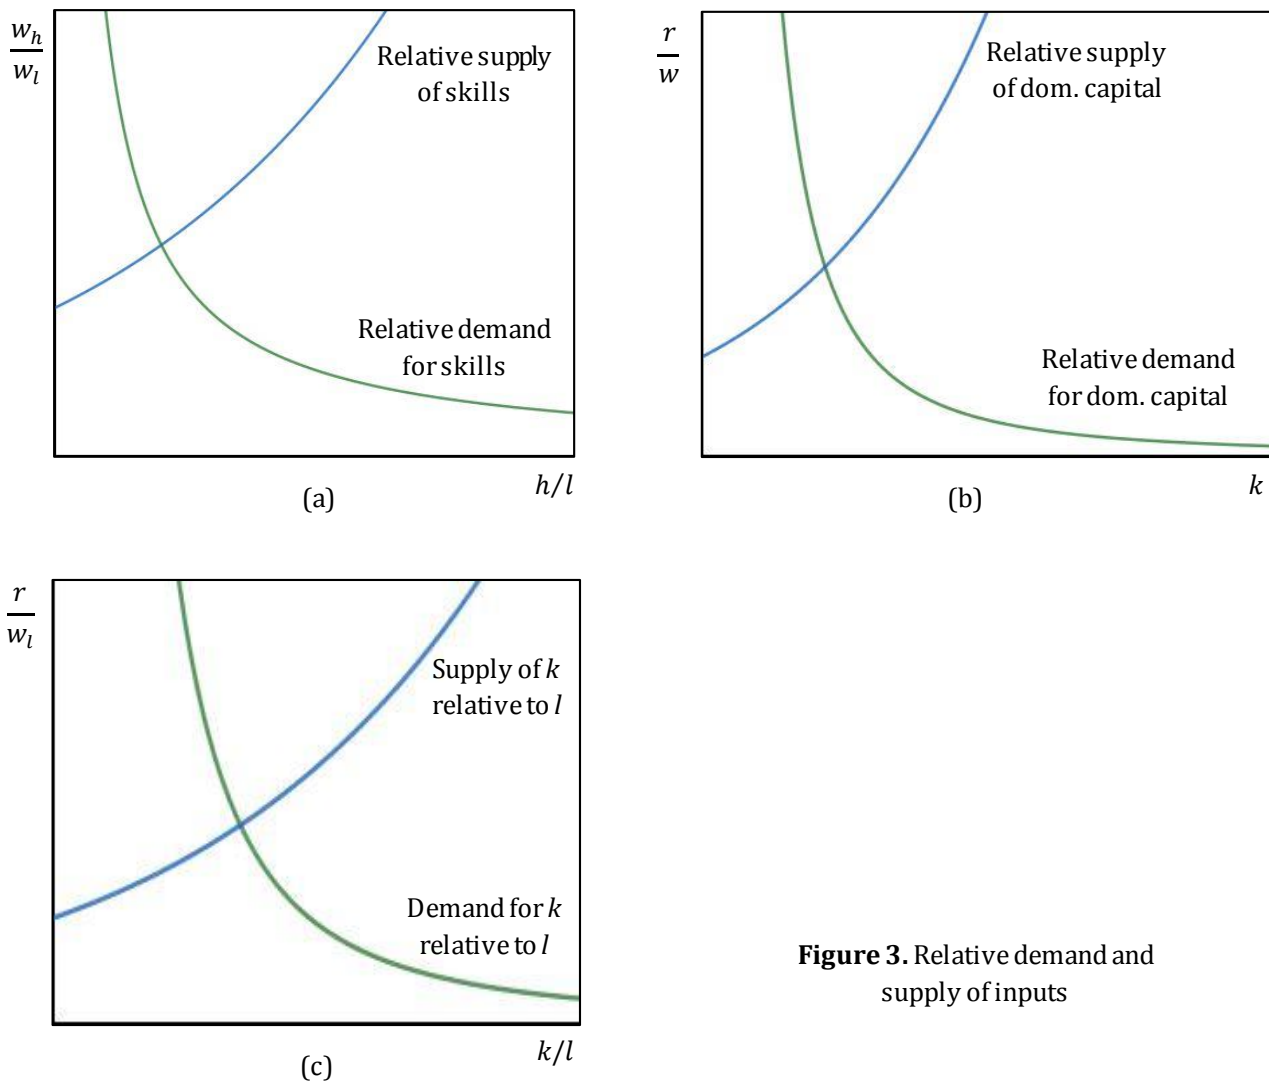 w_h
w_l
Relative supply
of skills
Relative demand
for skills
h/l
(a)
r
w
Relative supply
of dom. capital
Relative demand
for dom. capital
k
(b)
r
w_l
Supply of k
relative to l
Demand for k
relative to l
k/l
(c)
Figure 3. Relative demand and
supply of inputs